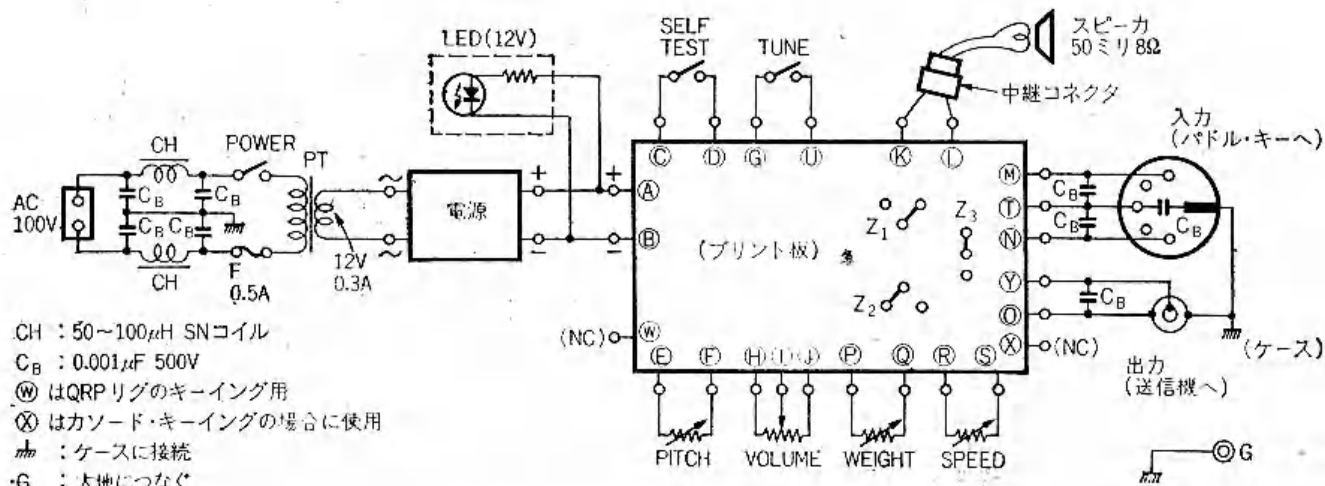 LED(12V)
SELF
TEST
TUNE
スピーカ
50ミリ8Ω
中継コネクタ
入力
(パドル・キーへ)
CH
POWER
PT
AC
100V
C_B
C_B
C_B
C_B
CH
F
0.5A
12V
0.3A
~
~
電源
+
-
+
-
Ⓐ
Ⓑ
Ⓒ
Ⓓ
Ⓖ
Ⓤ
Ⓚ
Ⓛ
(プリント板)
Z₁
Z₂
Z₃
Ⓜ
Ⓣ
Ⓝ
Ⓨ
Ⓞ
Ⓧ
C_B
C_B
C_B
C_B
(NC)
Ⓦ
(NC)
出力
(送信機へ)
(ケース)
Ⓔ
Ⓕ
Ⓗ
Ⓘ
Ⓙ
Ⓟ
Ⓠ
Ⓡ
Ⓢ
PITCH
VOLUME
WEIGHT
SPEED
G
CH:50~100μH SNコイル
C_B:0.001μF 500V
ⓌはQRPリグのキーイング用
Ⓧはカソード・キーイングの場合に使用
:ケースに接続
G:大地につなぐ